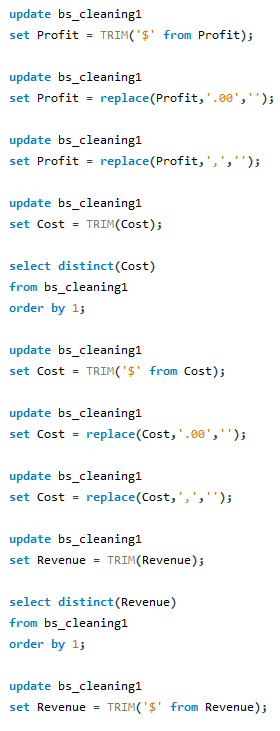 update bs_cleaning1
set Profit = TRIM('$' from Profit);
update bs_cleaning1
set Profit = replace(Profit,'.00','');
update bs_cleaning1
set Profit = replace(Profit,',','');
update bs_cleaning1
set Cost = TRIM(Cost);
select distinct(Cost)
from bs_cleaning1
order by 1;
update bs_cleaning1
set Cost = TRIM('$' from Cost);
update bs_cleaning1
set Cost = replace(Cost,'.00','');
update bs_cleaning1
set Cost = replace(Cost,',','');
update bs_cleaning1
set Revenue = TRIM(Revenue);
select distinct(Revenue)
from bs_cleaning1
order by 1;
update bs_cleaning1
set Revenue = TRIM('$' from Revenue);